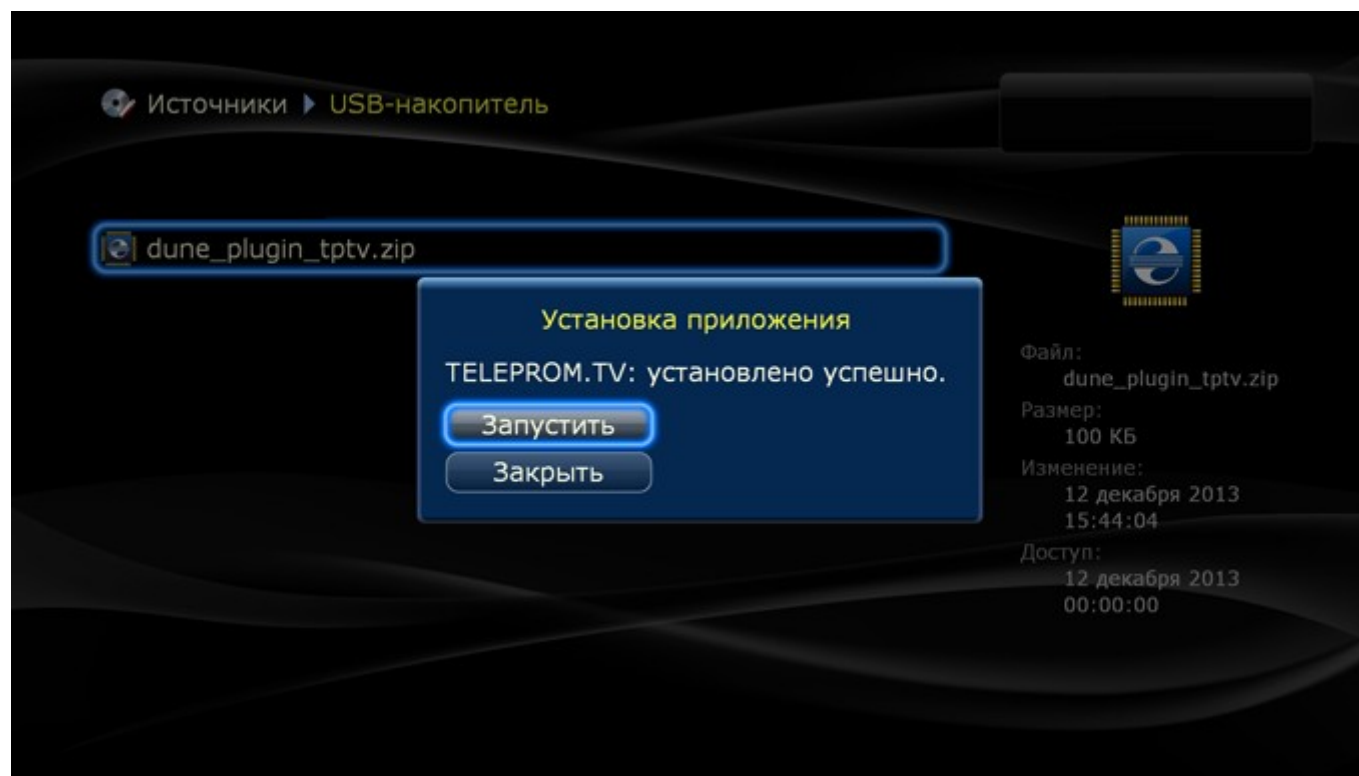 Источники USB-накопитель
dune_plugin_tptv.zip
Установка приложения
TELEPROM.TV: установлено успешно.
Запустить
Закрыть
Файл:
dune_plugin_tptv.zip
Размер:
100 КБ
Изменение:
12 декабря 2013
15:44:04
Доступ:
12 декабря 2013
00:00:00